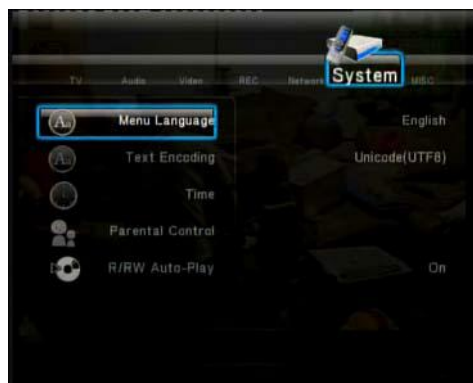 TV Audio Video REC Network System MISC
Menu Language English
Text Encoding Unicode(UTF8)
Time
Parental Control
R/RW Auto-Play On